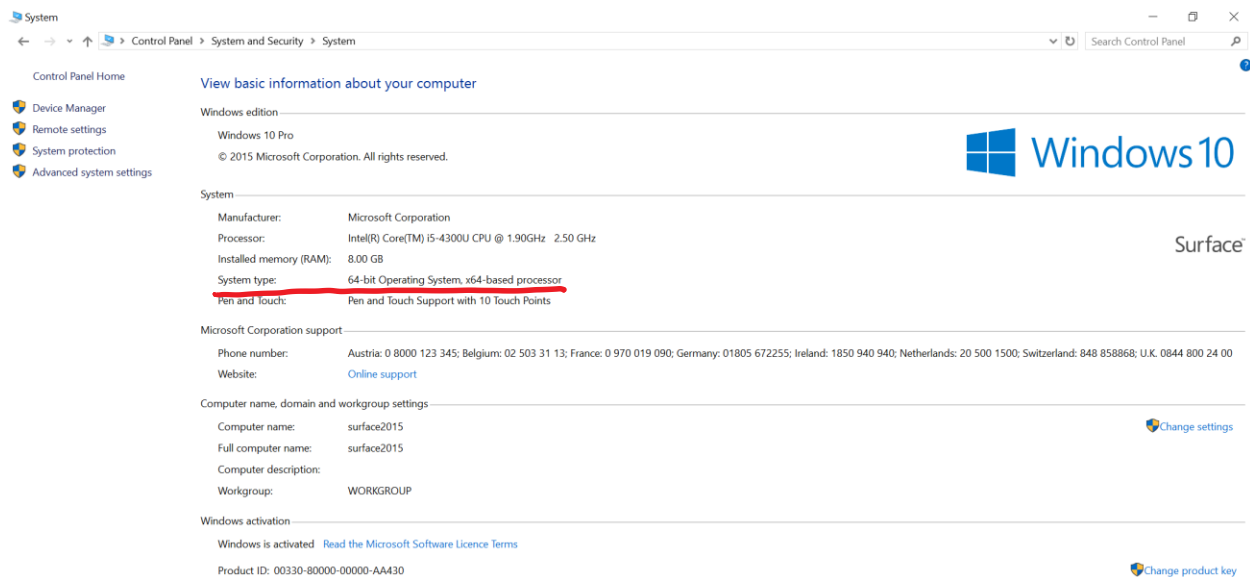 System
Control Panel > System and Security > System
Search Control Panel
Control Panel Home
Device Manager
Remote settings
System protection
Advanced system settings
View basic information about your computer
Windows edition
Windows 10 Pro
© 2015 Microsoft Corporation. All rights reserved.
Windows 10
System
Manufacturer: Microsoft Corporation
Processor: Intel(R) Core(TM) i5-4300U CPU @ 1.90GHz 2.50 GHz
Installed memory (RAM): 8.00 GB
System type: 64-bit Operating System, x64-based processor
Pen and Touch: Pen and Touch Support with 10 Touch Points
Surface™
Microsoft Corporation support
Phone number: Austria: 0 8000 123 345; Belgium: 02 503 31 13; France: 0 970 019 090; Germany: 01805 672255; Ireland: 1850 940 940; Netherlands: 20 500 1500; Switzerland: 848 858868; U.K. 0844 800 24 00
Website: Online support
Computer name, domain and workgroup settings
Computer name: surface2015
Change settings
Full computer name: surface2015
Computer description:
Workgroup: WORKGROUP
Windows activation
Windows is activated Read the Microsoft Software Licence Terms
Product ID: 00330-80000-00000-AA430
Change product key